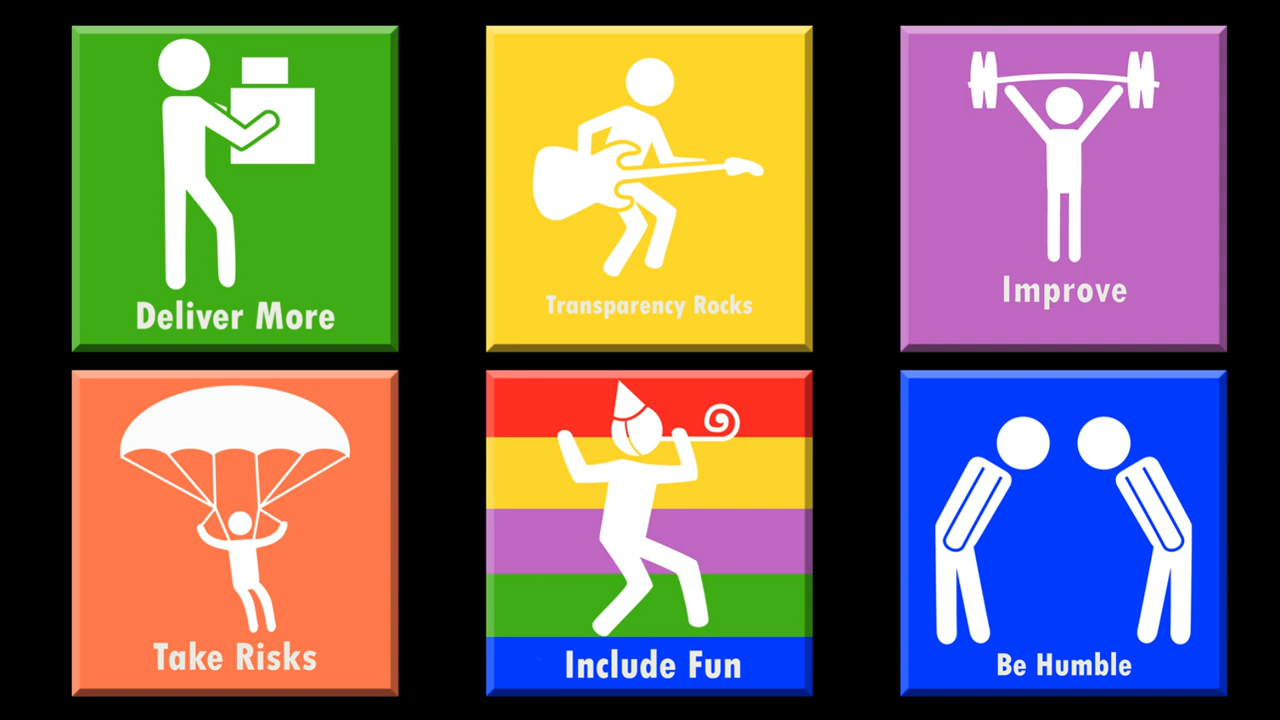 Deliver More
Transparency Rocks
Improve
Take Risks
Include Fun
Be Humble